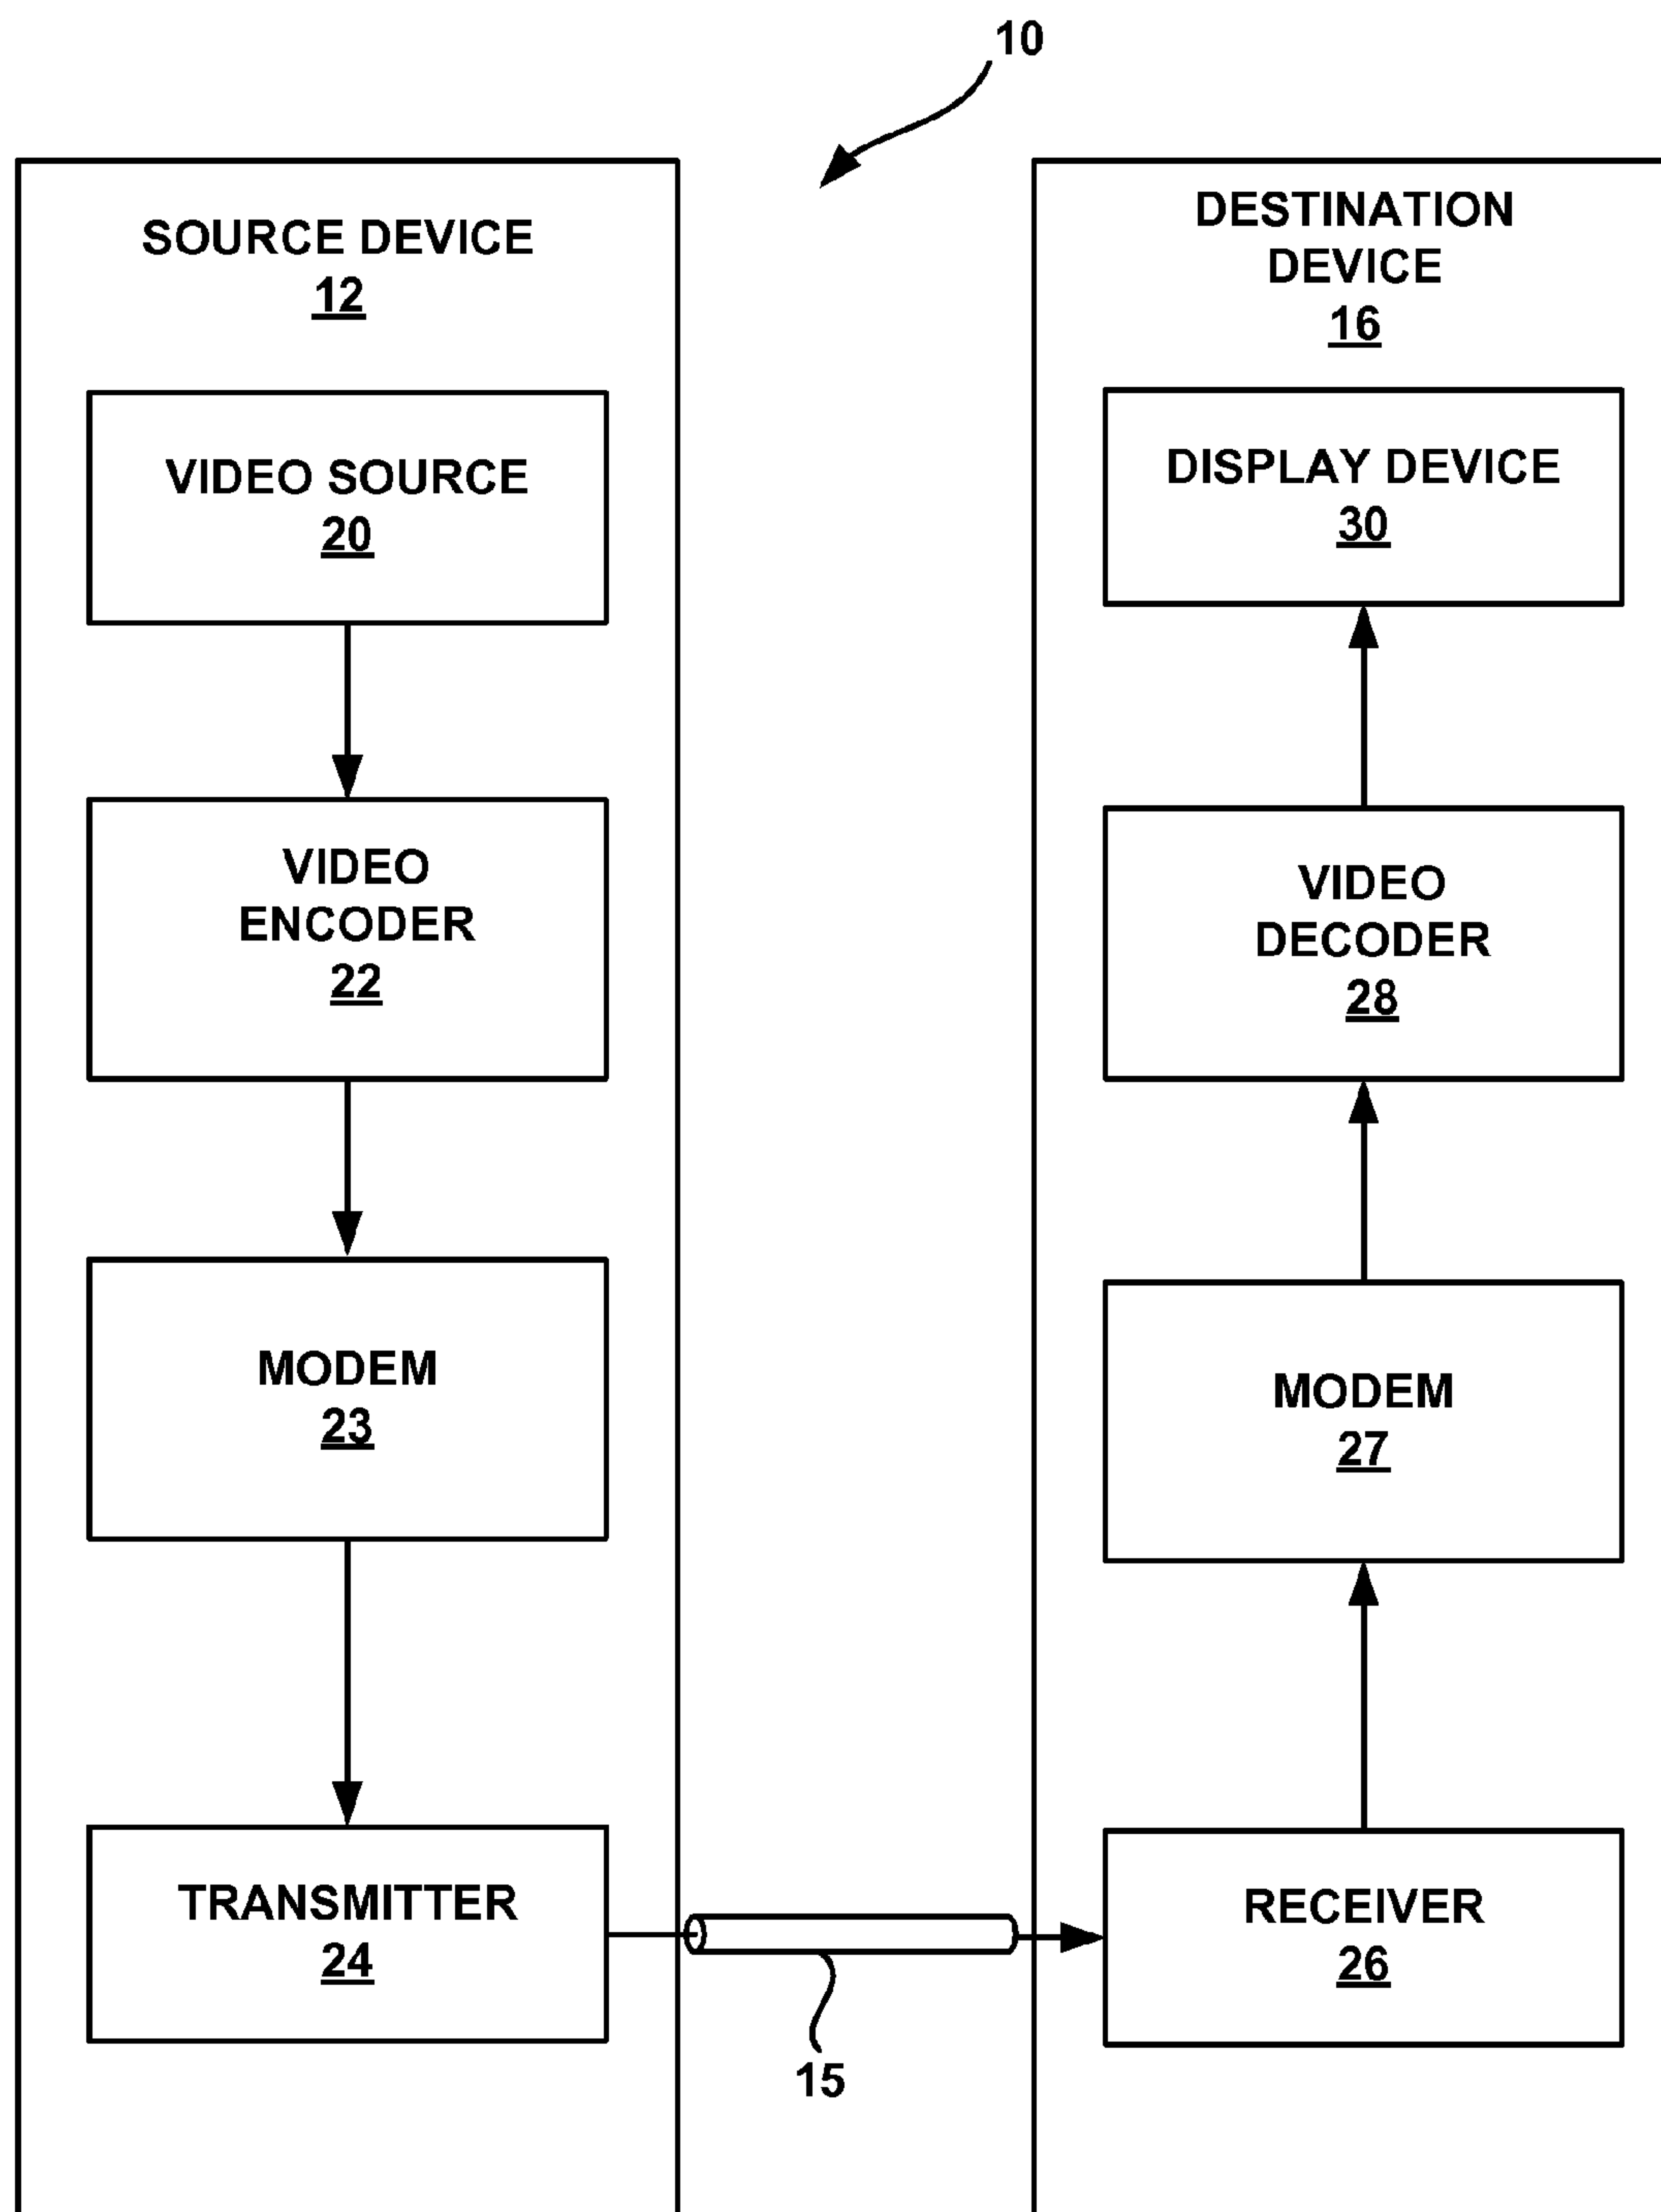 10
SOURCE DEVICE
12
VIDEO SOURCE
20
VIDEO
ENCODER
22
MODEM
23
TRANSMITTER
24
15
DESTINATION
DEVICE
16
DISPLAY DEVICE
30
VIDEO
DECODER
28
MODEM
27
RECEIVER
26